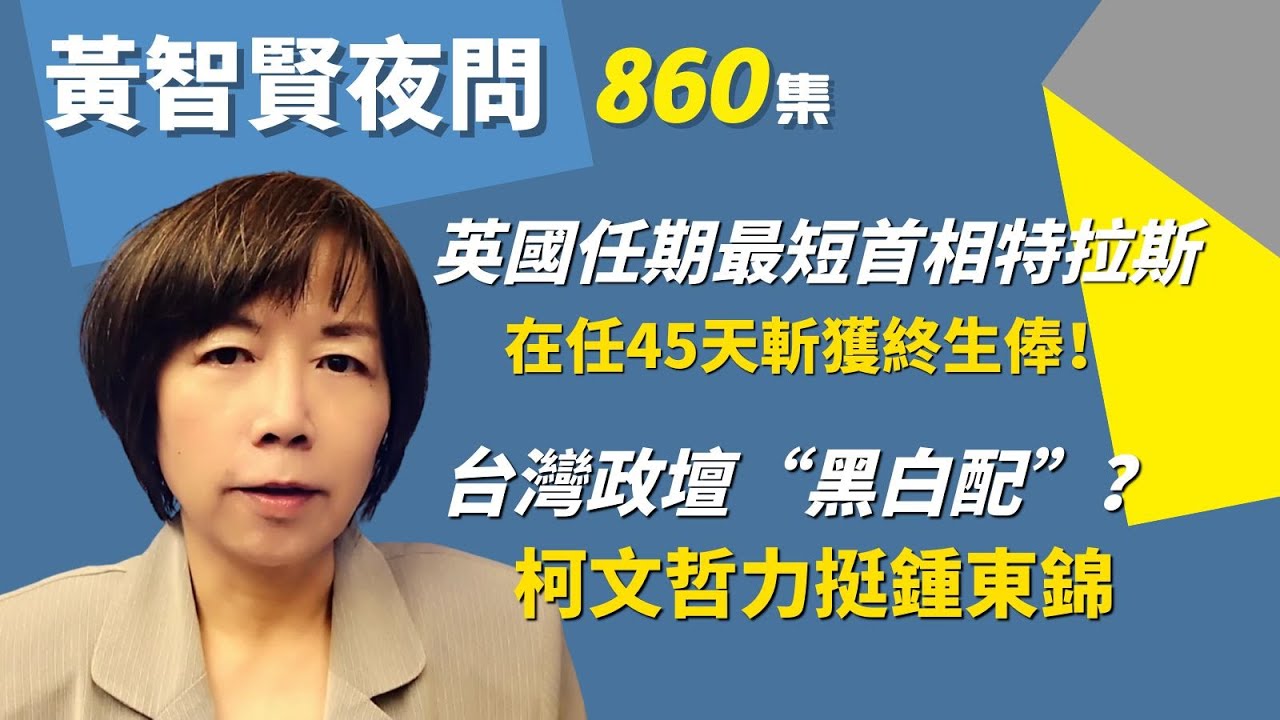 黃智賢夜問 860集
英國任期最短首相特拉斯
在任45天斬獲終生俸!
台灣政壇“黑白配”?
柯文哲力挺鍾東錦